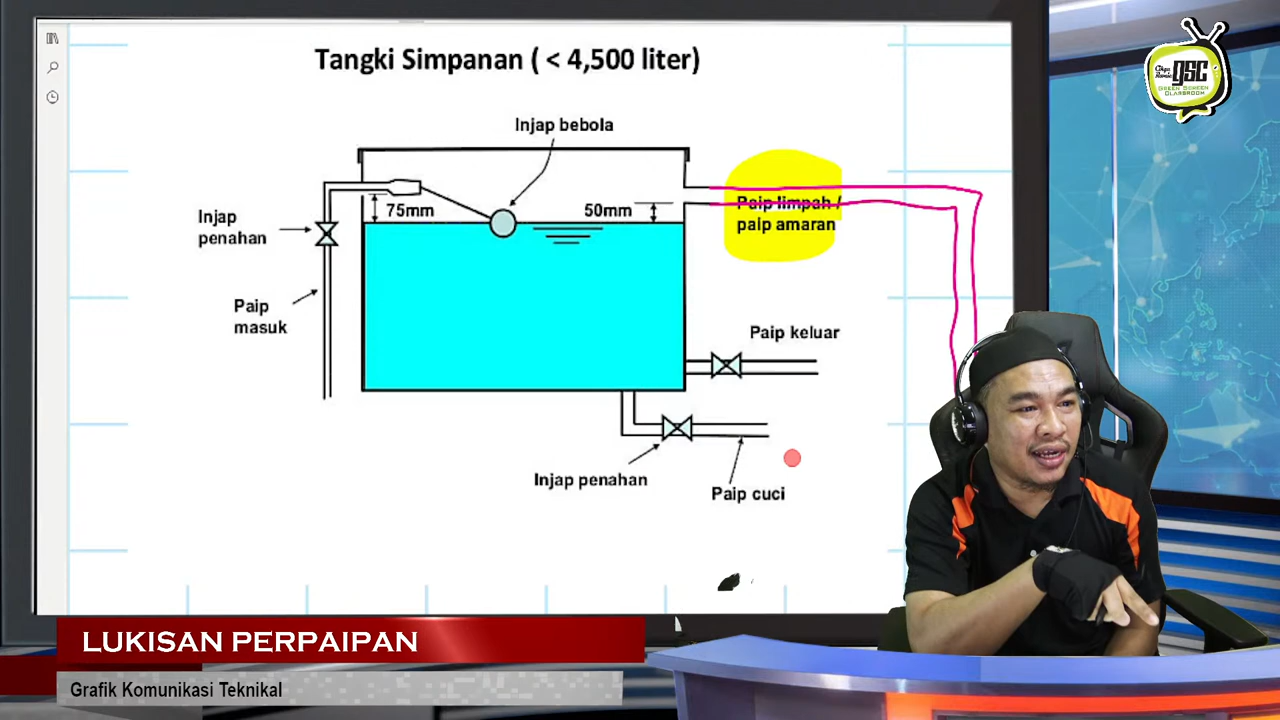 Tangki Simpanan ( < 4,500 liter)
Injap bebola
75mm
50mm
Paip limpah /
paip amaran
Injap
penahan
Paip
masuk
Paip keluar
Injap penahan
Paip cuci
gsc
GREEN SCREEN
CLASSROOM
LUKISAN PERPAIPAN
Grafik Komunikasi Teknikal